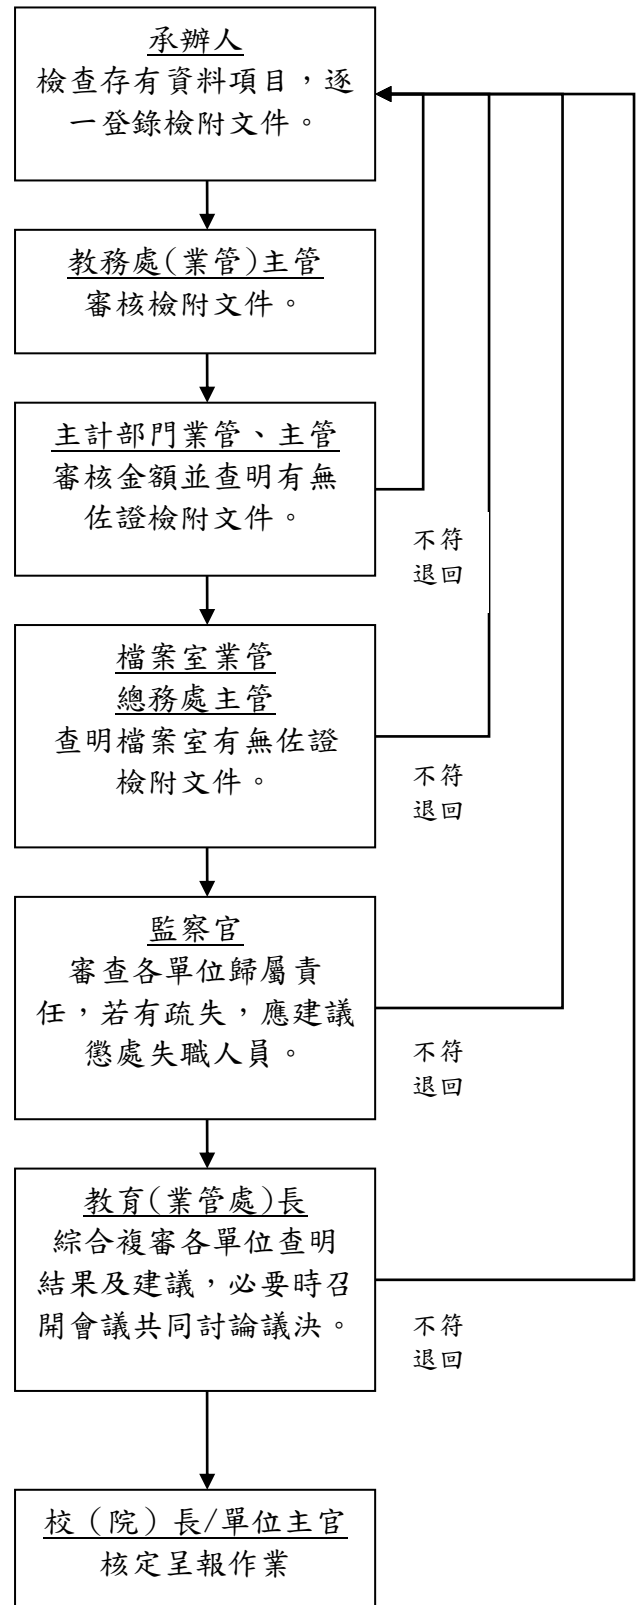 承辦人
檢查存有資料項目，逐
一登錄檢附文件。
教務處(業管)主管
審核檢附文件。
主計部門業管、主管
審核金額並查明有無
佐證檢附文件。
不符
退回
檔案室業管
總務處主管
查明檔案室有無佐證
檢附文件。
不符
退回
監察官
審查各單位歸屬責
任，若有疏失，應建議
懲處失職人員。
不符
退回
教育(業管處)長
綜合複審各單位查明
結果及建議，必要時召
開會議共同討論議決。
不符
退回
校（院）長/單位主官
核定呈報作業